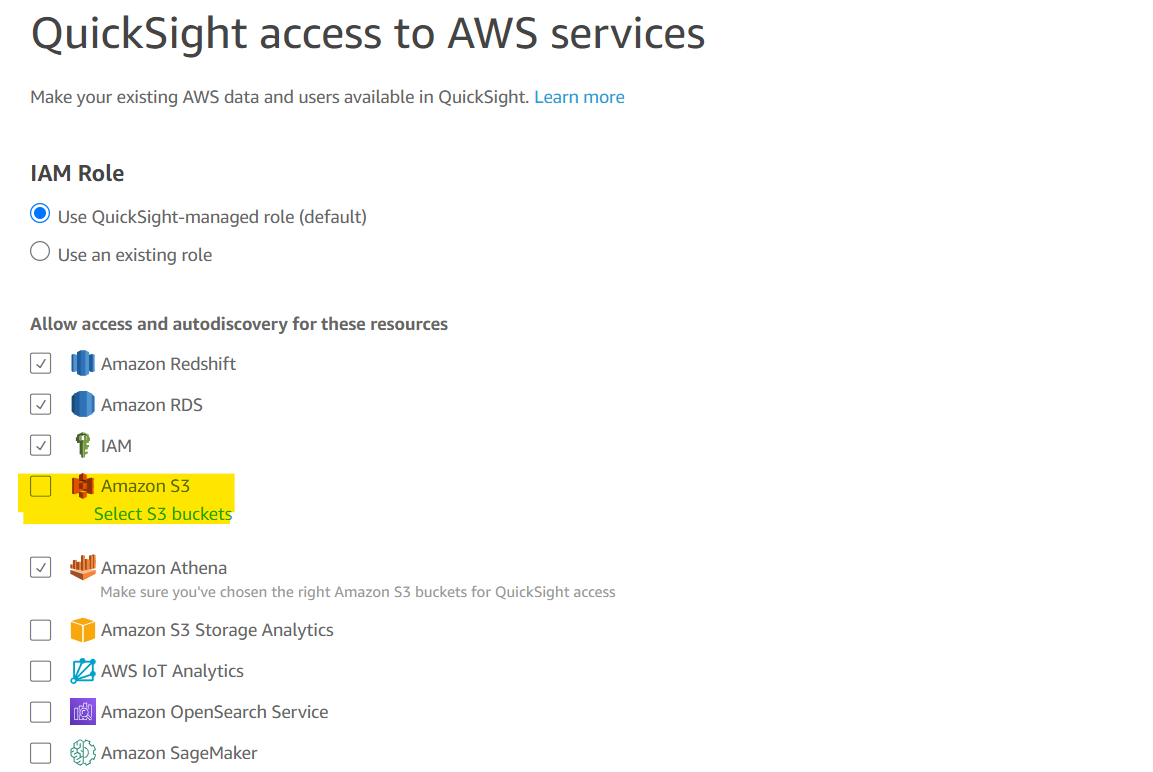 QuickSight access to AWS services
Make your existing AWS data and users available in QuickSight. Learn more
IAM Role
Use QuickSight-managed role (default)
Use an existing role
Allow access and autodiscovery for these resources
Amazon Redshift
Amazon RDS
IAM
Amazon S3
Select S3 buckets
Amazon Athena
Make sure you've chosen the right Amazon S3 buckets for QuickSight access
Amazon S3 Storage Analytics
AWS IoT Analytics
Amazon OpenSearch Service
Amazon SageMaker